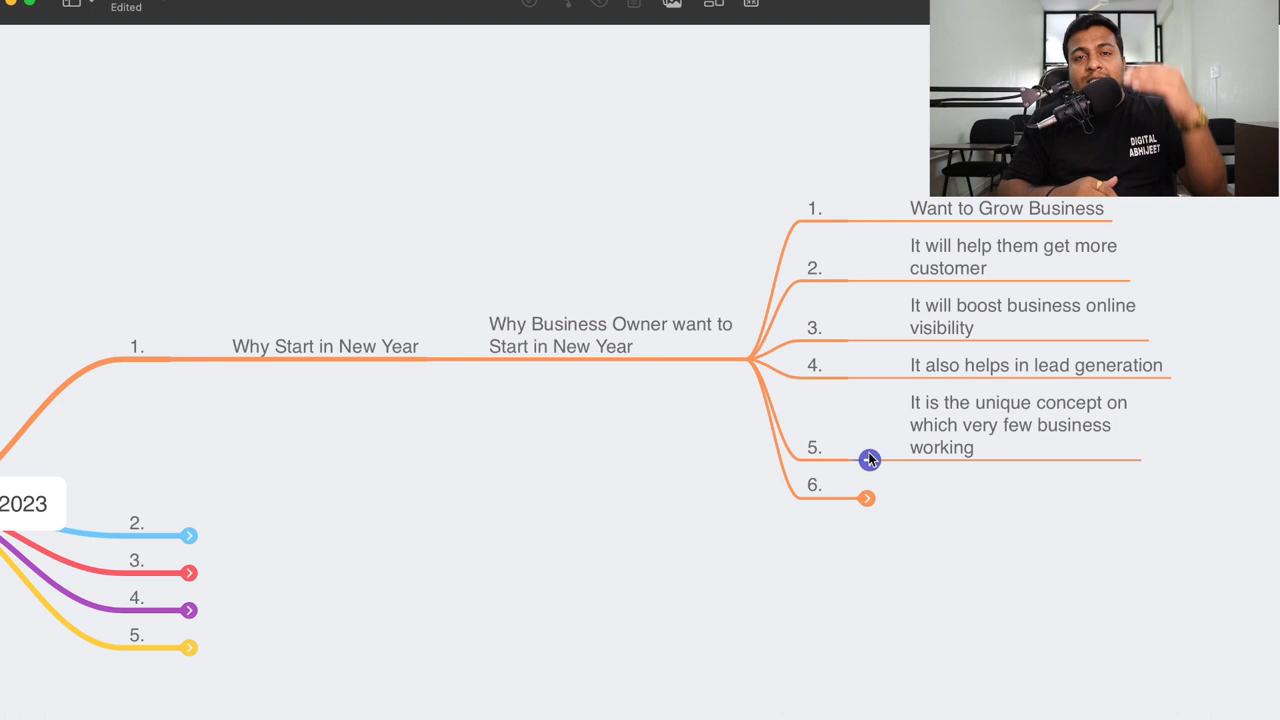 Edited
DIGITAL
ABHIJEET
1.
Want to Grow Business
2.
It will help them get more
customer
3.
It will boost business online
visibility
4.
It also helps in lead generation
5.
It is the unique concept on
which very few business
working
6.
Why Business Owner want to
Start in New Year
1.
Why Start in New Year
2023
2.
3.
4.
5.